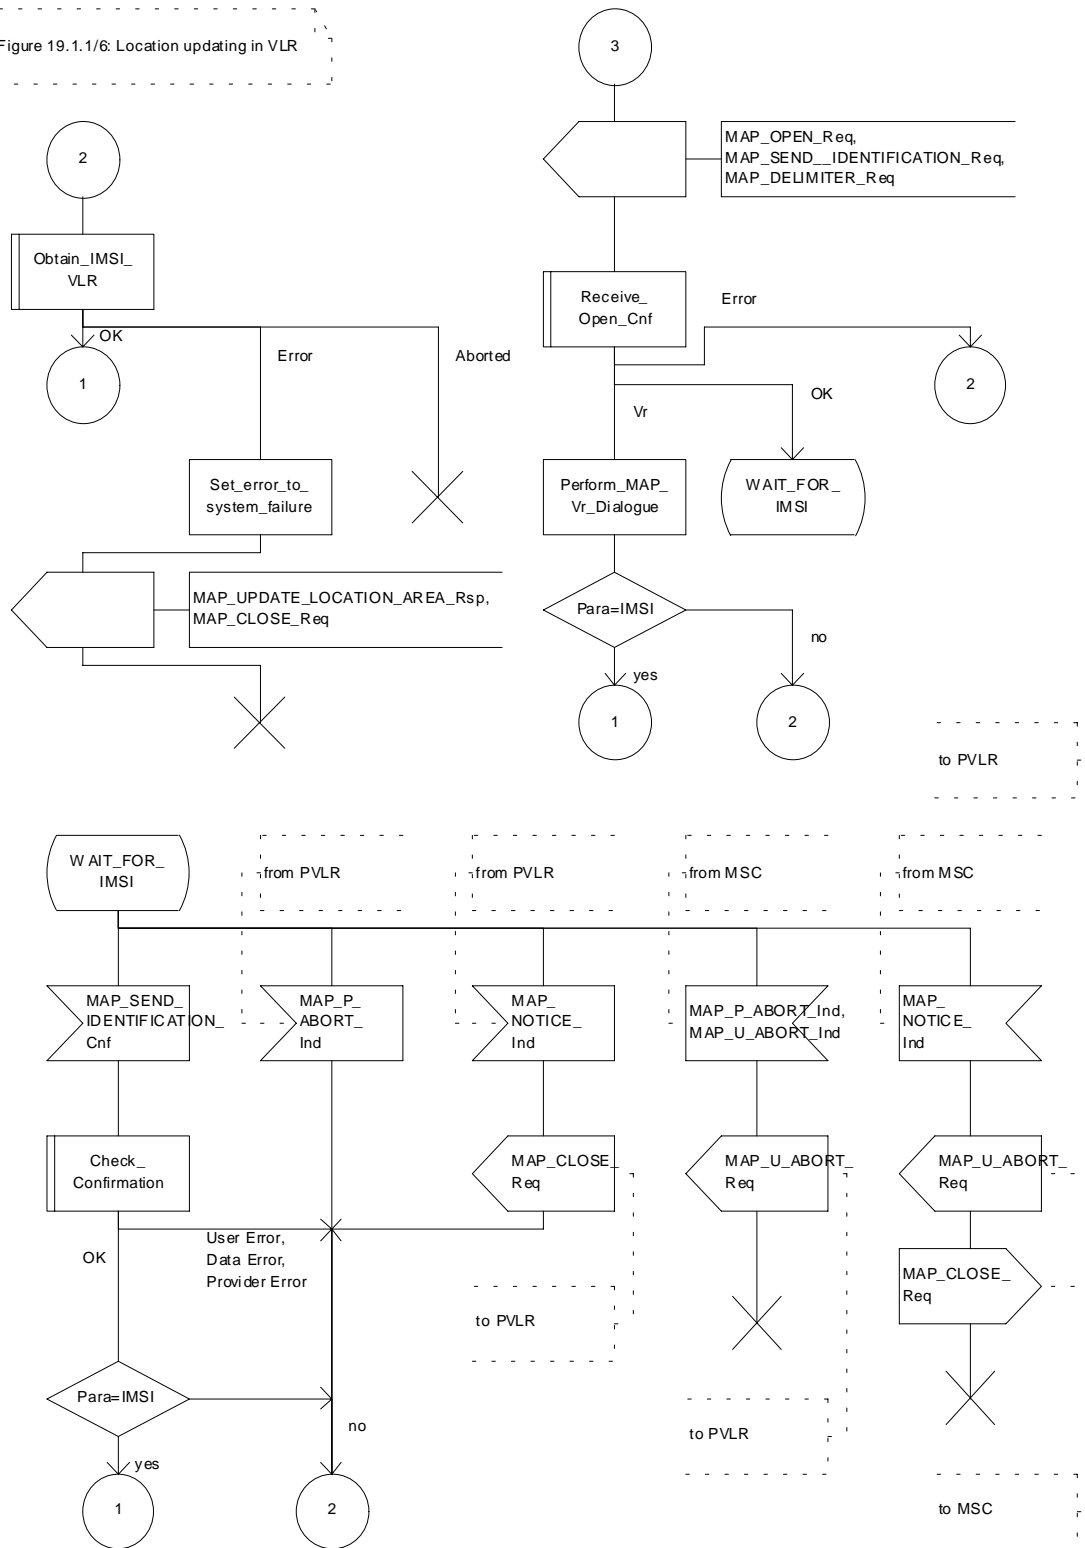 Figure 19.1.1/6: Location updating in VLR
3
2
MAP_OPEN_Req,
MAP_SEND__IDENTIFICATION_Req,
MAP_DELIMITER_Req
Obtain_IMSI_
VLR
Receive_
Open_Cnf
Error
OK
1
Error
Aborted
2
OK
Vr
Set_error_to_
system_failure
Perform_MAP_
Vr_Dialogue
WAIT_FOR_
IMSI
MAP_UPDATE_LOCATION_AREA_Rsp,
MAP_CLOSE_Req
Para=IMSI
no
yes
1
2
to PVLR
WAIT_FOR_
IMSI
from PVLR
from PVLR
from MSC
from MSC
MAP_SEND_
IDENTIFICATION_
Cnf
MAP_P_
ABORT_
Ind
MAP_
NOTICE_
Ind
MAP_P_ABORT_Ind,
MAP_U_ABORT_Ind
MAP_
NOTICE_
Ind
Check_
Confirmation
MAP_CLOSE_
Req
MAP_U_ABORT_
Req
MAP_U_ABORT_
Req
OK
User Error,
Data Error,
Provider Error
MAP_CLOSE_
Req
to PVLR
Para=IMSI
no
to PVLR
yes
1
2
to MSC